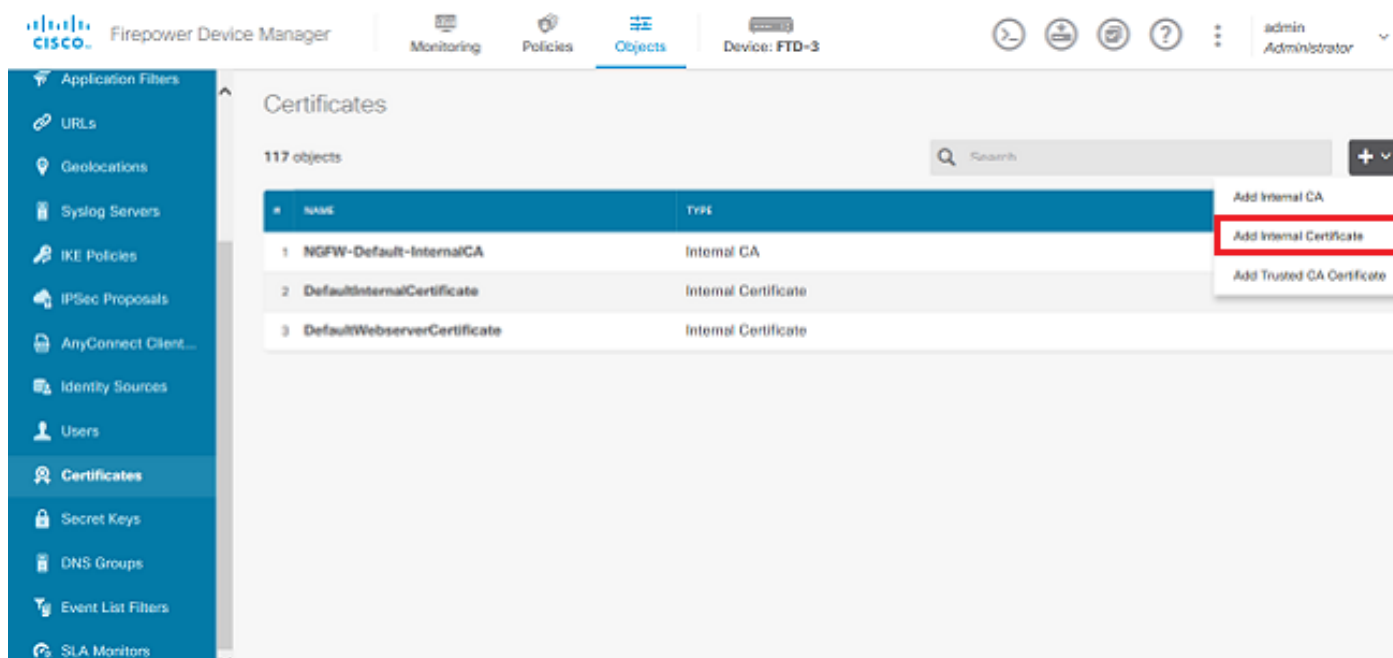 CISCO.
Firepower Device Manager
Monitoring
Policies
Objects
Device: FTD-3
>_
?
admin
Administrator
Application Filters
URLs
Geolocations
Syslog Servers
IKE Policies
IPSec Proposals
AnyConnect Client...
Identity Sources
Users
Certificates
Secret Keys
DNS Groups
Event List Filters
SLA Monitors
Certificates
117 objects
Search
+
Add Internal CA
Add Internal Certificate
Add Trusted CA Certificate
# NAME TYPE
1 NGFW-Default-InternalCA Internal CA
2 DefaultInternalCertificate Internal Certificate
3 DefaultWebserverCertificate Internal Certificate